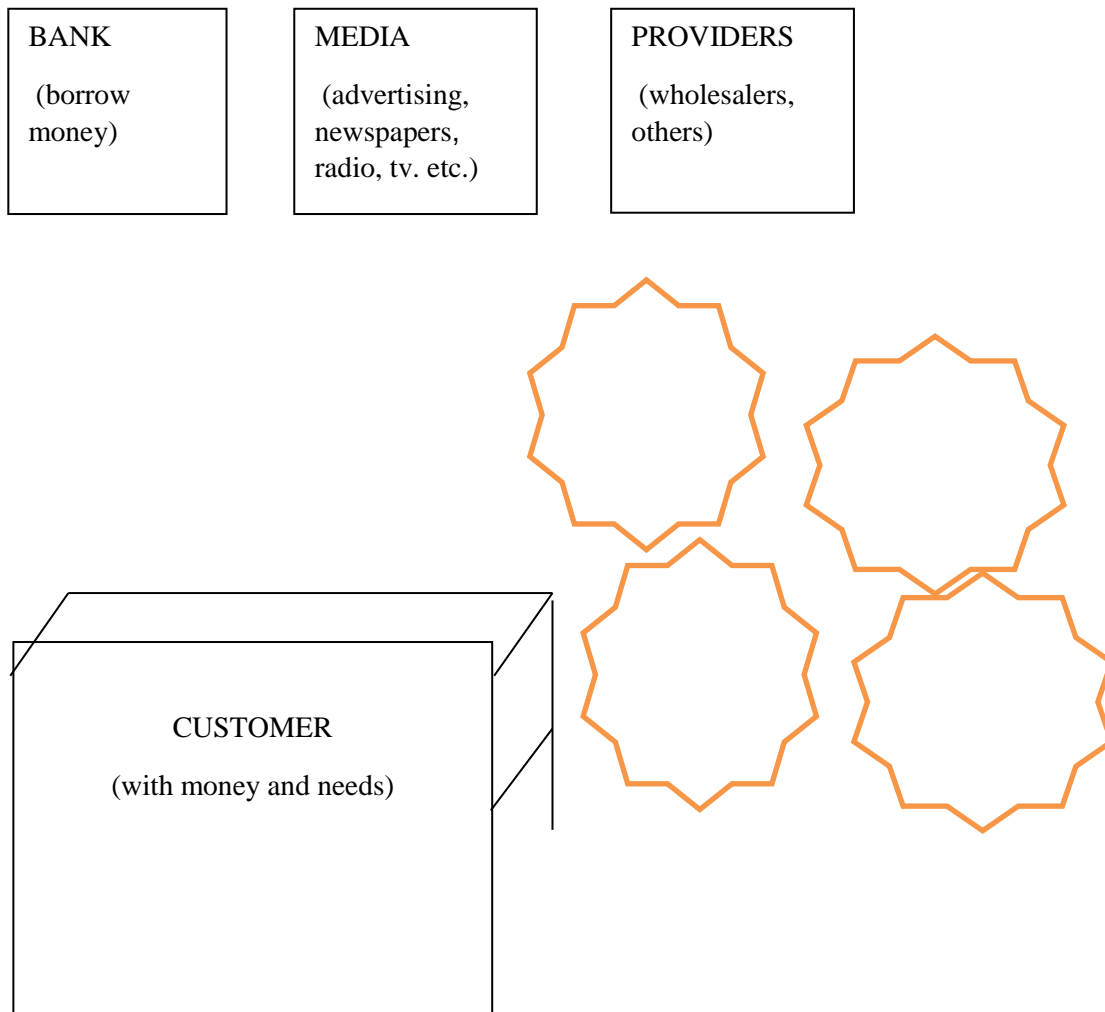 BANK
(borrow
money)
MEDIA
(advertising,
newspapers,
radio, tv. etc.)
PROVIDERS
(wholesalers,
others)
CUSTOMER
(with money and needs)